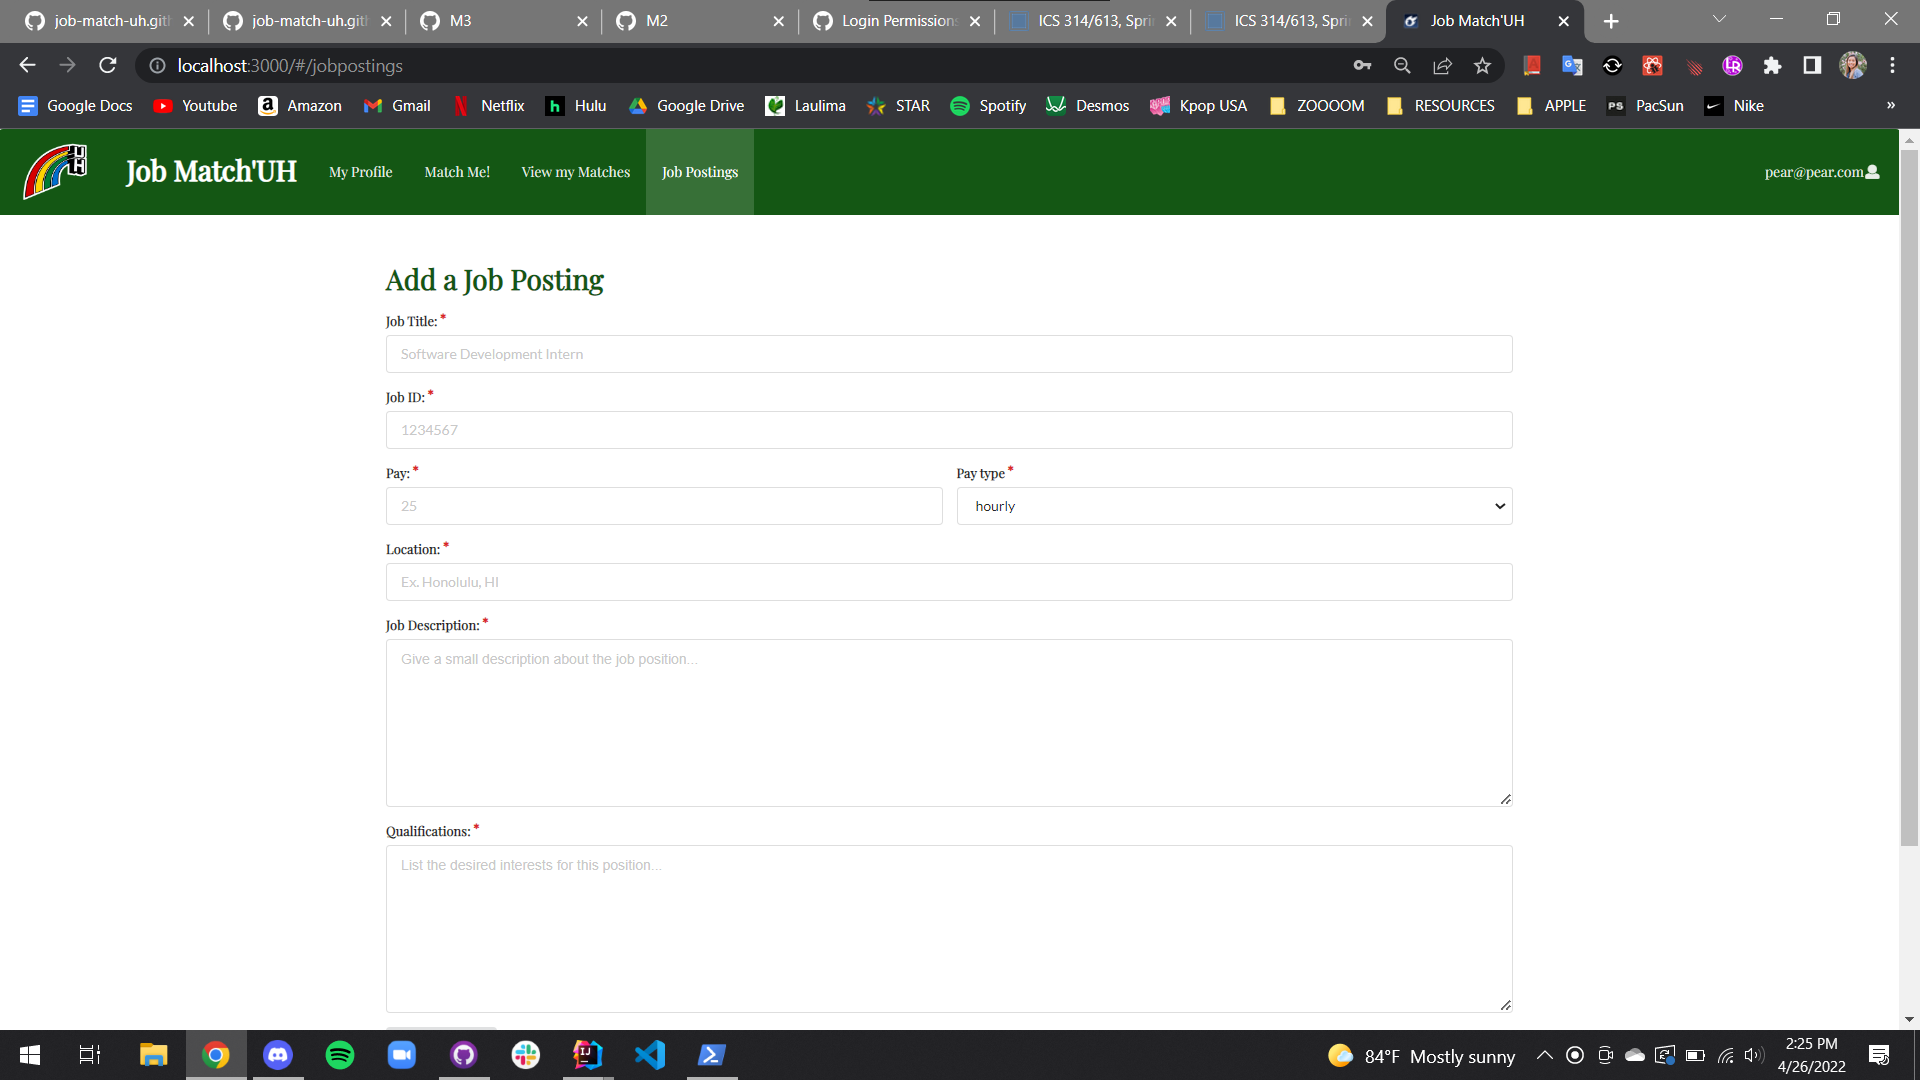 job-match-uh.gith
job-match-uh.gith
M3
M2
Login Permissions
ICS 314/613, Spri
ICS 314/613, Spri
Job Match'UH
localhost:3000/#/jobpostings
Google Docs
Youtube
Amazon
Gmail
Netflix
Hulu
Google Drive
Laulima
STAR
Spotify
Desmos
Kpop USA
ZOOOOM
RESOURCES
APPLE
PS PacSun
Nike
»
Job Match'UH
My Profile
Match Me!
View my Matches
Job Postings
pear@pear.com
Add a Job Posting
Job Title: *
Software Development Intern
Job ID: *
1234567
Pay: *
Pay type *
25
hourly
Location: *
Ex. Honolulu, HI
Job Description: *
Give a small description about the job position...
Qualifications: *
List the desired interests for this position...
84°F Mostly sunny
2:25 PM
4/26/2022